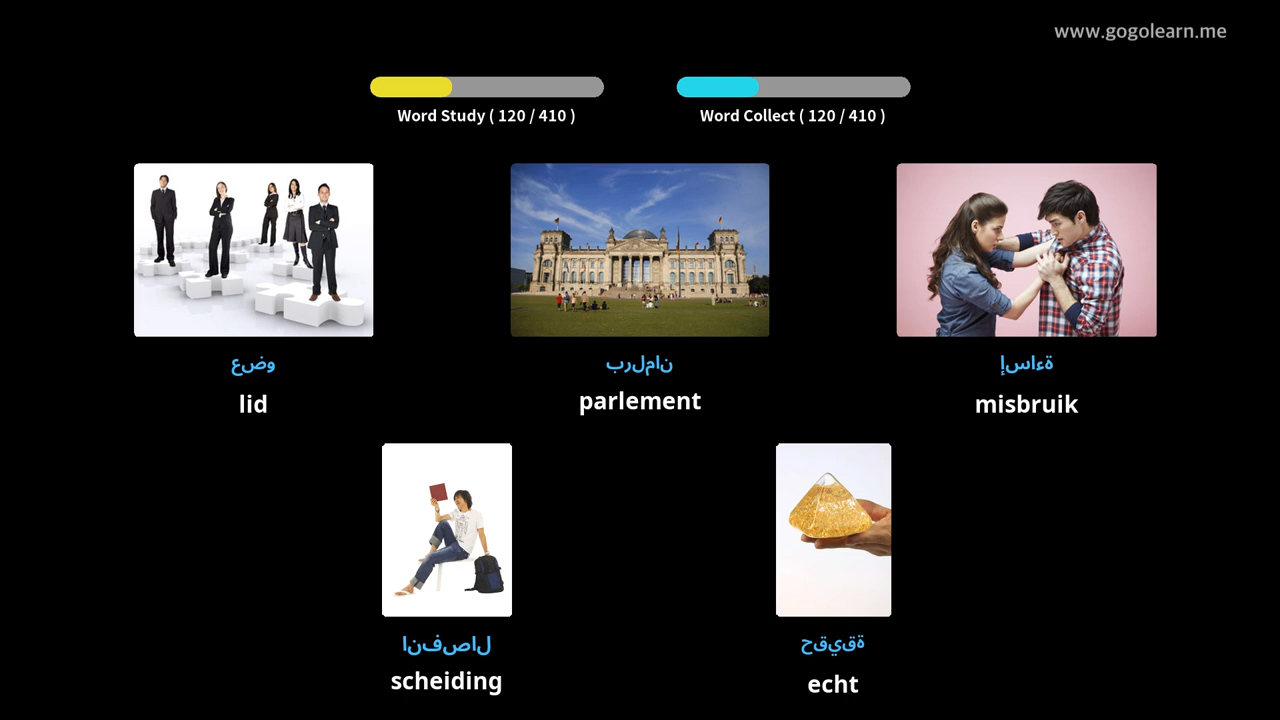 www.gogolearn.me
Word Study ( 120 / 410 )
Word Collect ( 120 / 410 )
عضو
lid
برلمان
parlement
إساءة
misbruik
انفصال
scheiding
حقيقة
echt